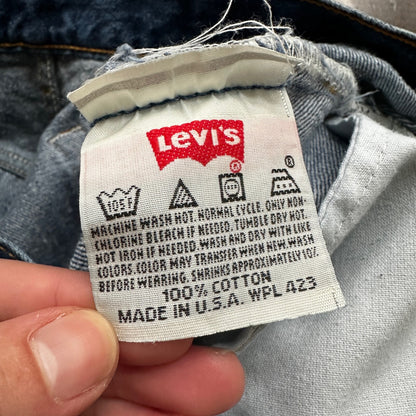 LEVI'S
®
®
105F
MACHINE WASH HOT. NORMAL CYCLE. ONLY NON-
CHLORINE BLEACH IF NEEDED. TUMBLE DRY HOT.
HOT IRON IF NEEDED. WASH AND DRY WITH LIKE
COLORS. COLOR MAY TRANSFER WHEN NEW. WASH
BEFORE WEARING. SHRINKS APPROXIMATELY 10%.
100% COTTON
MADE IN U.S.A. WPL 423